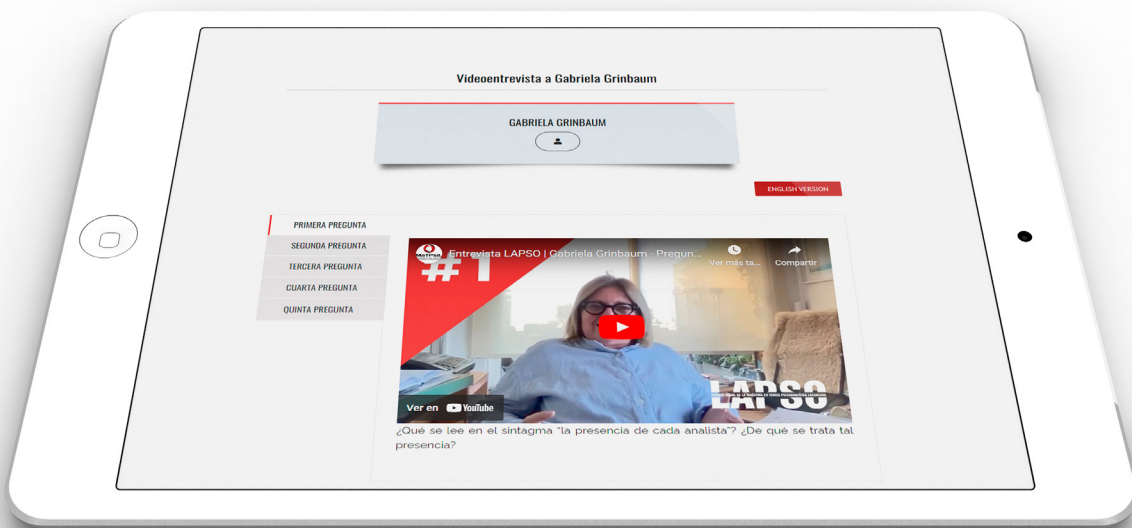 Videoentrevista a Gabriela Grinbaum
GABRIELA GRINBAUM
ENGLISH VERSION
PRIMERA PREGUNTA
SEGUNDA PREGUNTA
TERCERA PREGUNTA
CUARTA PREGUNTA
QUINTA PREGUNTA
Entrevista LAPSO | Gabriela Grinbaum - Pregun...
Ver más ta...
Compartir
#1
LAPSO
Ver en YouTube
¿Qué se lee en el sintagma "la presencia de cada analista"? ¿De qué se trata tal
presencia?